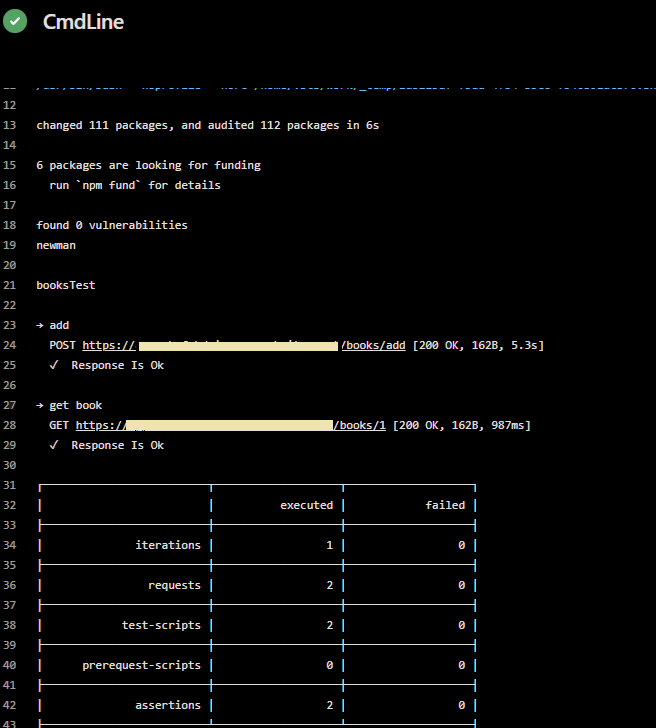 CmdLine
12
13 changed 111 packages, and audited 112 packages in 6s
14
15 6 packages are looking for funding
16 run `npm fund` for details
17
18 found 0 vulnerabilities
19 newman
20
21 booksTest
22
23 → add
24 POST https:// /books/add [200 OK, 162B, 5.3s]
25 ✓ Response Is Ok
26
27 → get book
28 GET https:// /books/1 [200 OK, 162B, 987ms]
29 ✓ Response Is Ok
30
31
32 executed failed
33
34 iterations 1 0
35
36 requests 2 0
37
38 test-scripts 2 0
39
40 prerequest-scripts 0 0
41
42 assertions 2 0
43